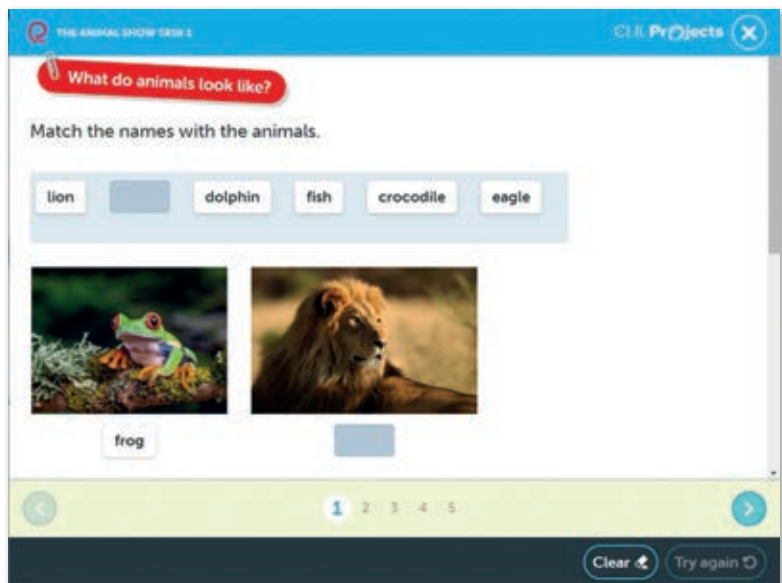 THE ANIMAL SHOW TASK 1
CLIL Projects
What do animals look like?
Match the names with the animals.
lion dolphin fish crocodile eagle
frog
1 2 3 4 5
Clear Try again